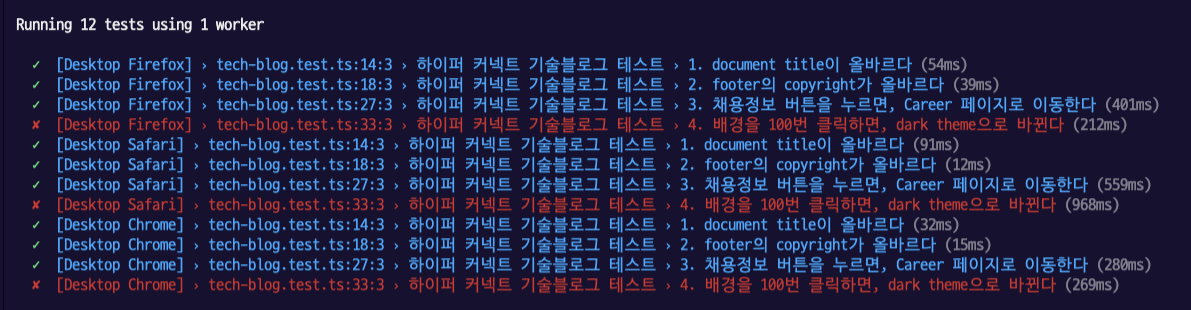 Running 12 tests using 1 worker
✓ [Desktop Firefox] › tech-blog.test.ts:14:3 › 하이퍼 커넥트 기술블로그 테스트 › 1. document title이 올바르다 (54ms)
✓ [Desktop Firefox] › tech-blog.test.ts:18:3 › 하이퍼 커넥트 기술블로그 테스트 › 2. footer의 copyright가 올바르다 (39ms)
✓ [Desktop Firefox] › tech-blog.test.ts:27:3 › 하이퍼 커넥트 기술블로그 테스트 › 3. 채용정보 버튼을 누르면, Career 페이지로 이동한다 (401ms)
✘ [Desktop Firefox] › tech-blog.test.ts:33:3 › 하이퍼 커넥트 기술블로그 테스트 › 4. 배경을 100번 클릭하면, dark theme으로 바뀐다 (212ms)
✓ [Desktop Safari] › tech-blog.test.ts:14:3 › 하이퍼 커넥트 기술블로그 테스트 › 1. document title이 올바르다 (91ms)
✓ [Desktop Safari] › tech-blog.test.ts:18:3 › 하이퍼 커넥트 기술블로그 테스트 › 2. footer의 copyright가 올바르다 (12ms)
✓ [Desktop Safari] › tech-blog.test.ts:27:3 › 하이퍼 커넥트 기술블로그 테스트 › 3. 채용정보 버튼을 누르면, Career 페이지로 이동한다 (559ms)
✘ [Desktop Safari] › tech-blog.test.ts:33:3 › 하이퍼 커넥트 기술블로그 테스트 › 4. 배경을 100번 클릭하면, dark theme으로 바뀐다 (968ms)
✓ [Desktop Chrome] › tech-blog.test.ts:14:3 › 하이퍼 커넥트 기술블로그 테스트 › 1. document title이 올바르다 (32ms)
✓ [Desktop Chrome] › tech-blog.test.ts:18:3 › 하이퍼 커넥트 기술블로그 테스트 › 2. footer의 copyright가 올바르다 (15ms)
✓ [Desktop Chrome] › tech-blog.test.ts:27:3 › 하이퍼 커넥트 기술블로그 테스트 › 3. 채용정보 버튼을 누르면, Career 페이지로 이동한다 (280ms)
✘ [Desktop Chrome] › tech-blog.test.ts:33:3 › 하이퍼 커넥트 기술블로그 테스트 › 4. 배경을 100번 클릭하면, dark theme으로 바뀐다 (269ms)